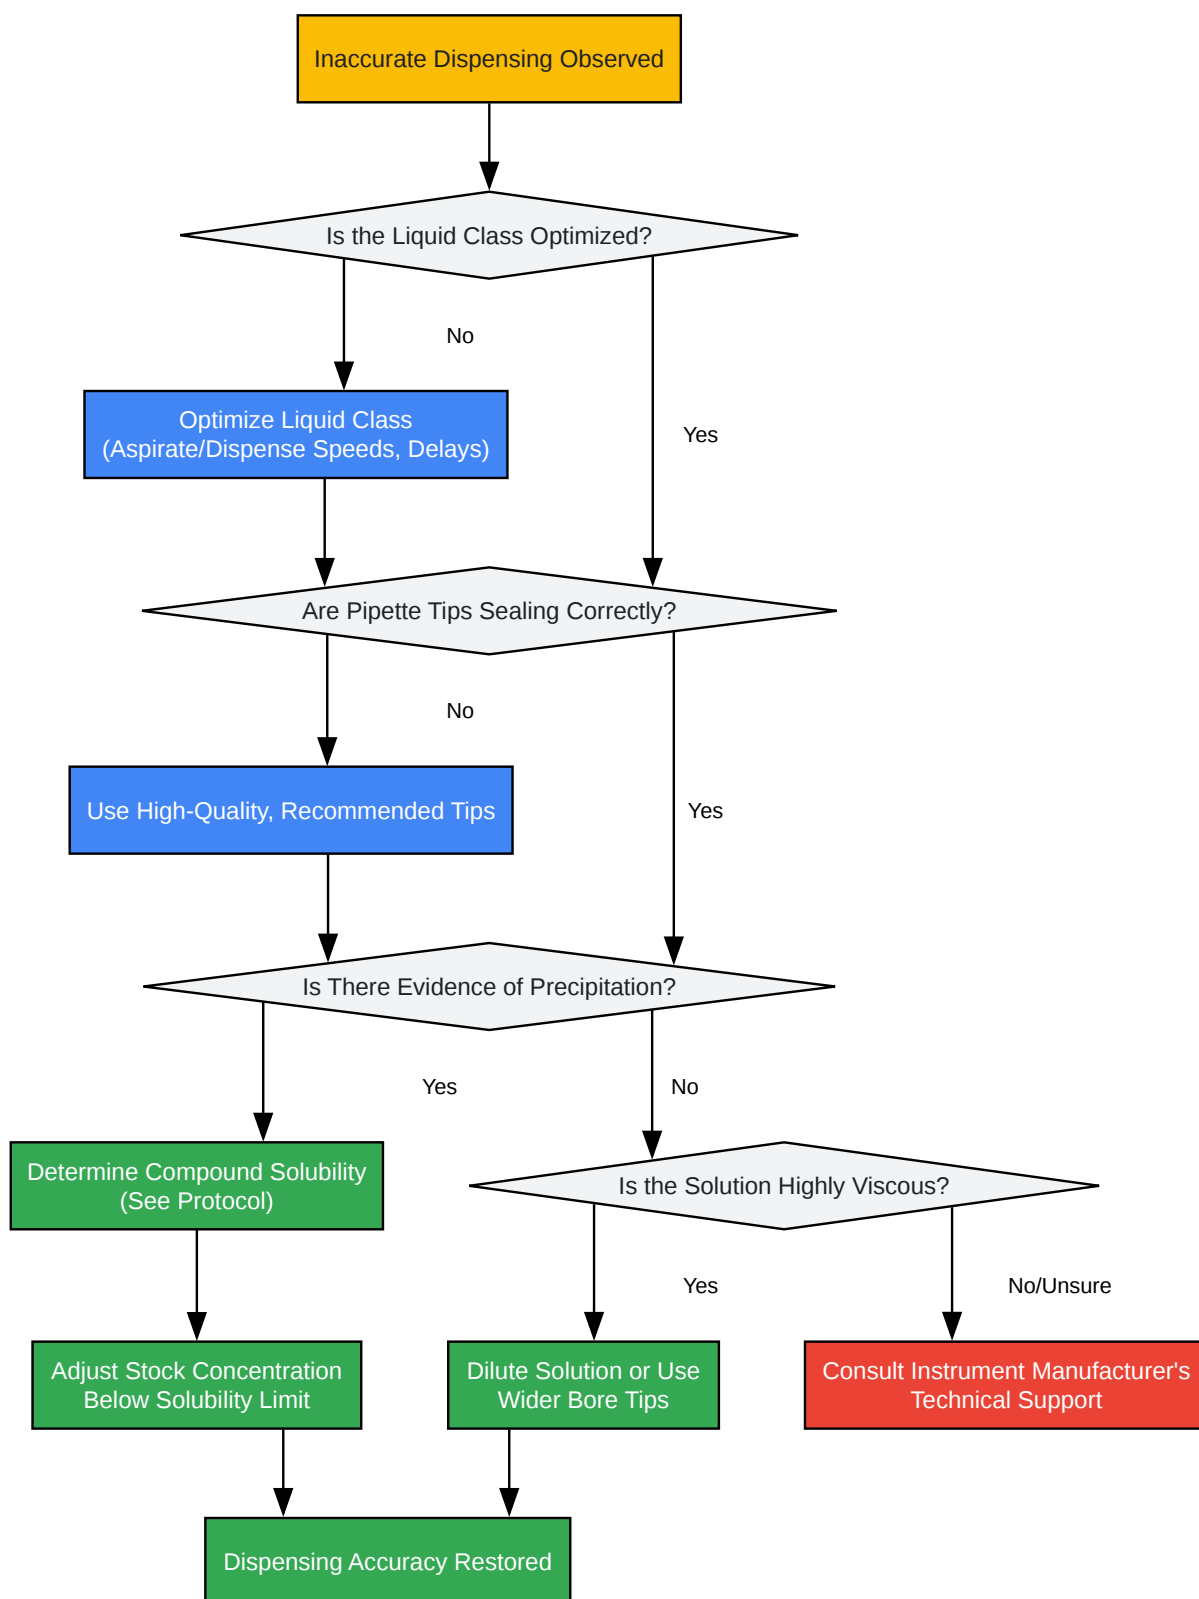 Inaccurate Dispensing Observed
Is the Liquid Class Optimized?
No
Optimize Liquid Class
(Aspirate/Dispense Speeds, Delays)
Yes
Are Pipette Tips Sealing Correctly?
No
Use High-Quality, Recommended Tips
Yes
Is There Evidence of Precipitation?
Yes
No
Determine Compound Solubility
(See Protocol)
Is the Solution Highly Viscous?
Yes
No/Unsure
Adjust Stock Concentration
Below Solubility Limit
Dilute Solution or Use
Wider Bore Tips
Consult Instrument Manufacturer's
Technical Support
Dispensing Accuracy Restored